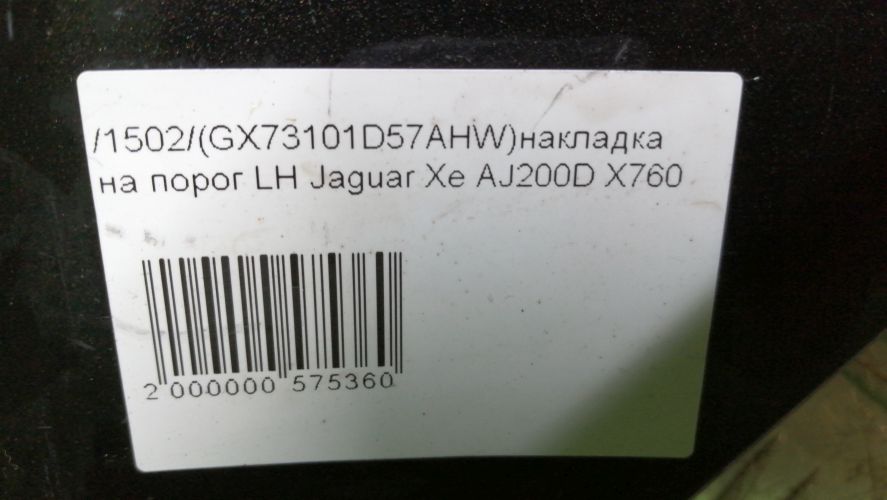 /1502/(GX73101D57AHW)накладка
на порог LH Jaguar Xe AJ200D X760
2 000000 575360